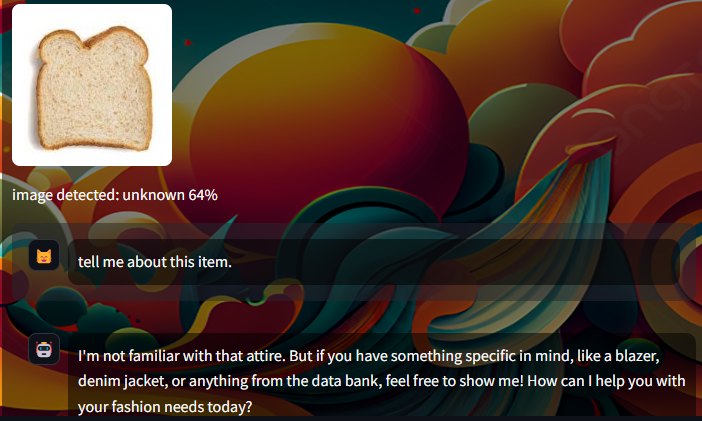 image detected: unknown 64%
tell me about this item.
I'm not familiar with that attire. But if you have something specific in mind, like a blazer,
denim jacket, or anything from the data bank, feel free to show me! How can I help you with
your fashion needs today?